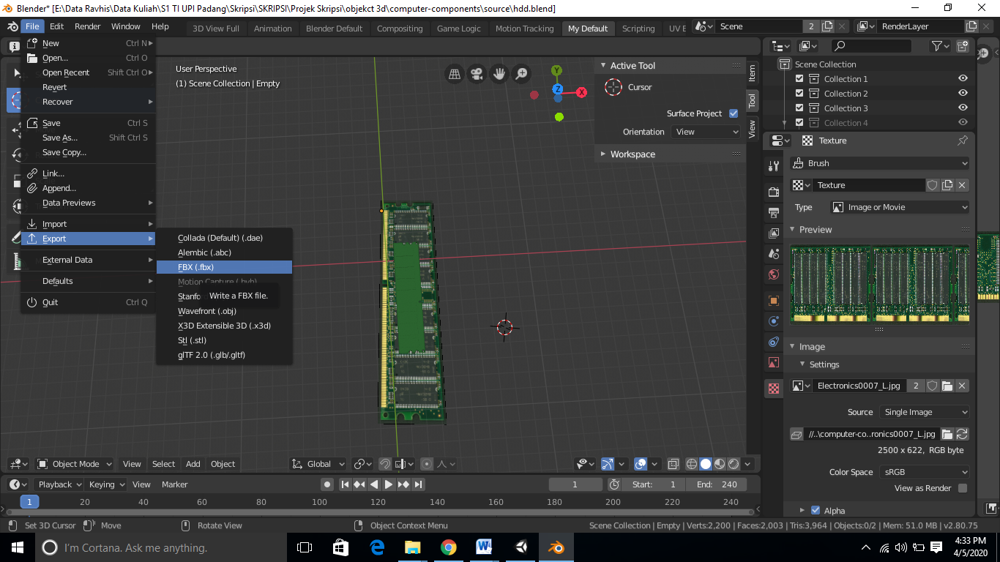 Blender* [E:\Data Ravhis\Data Kuliah\S1 TI UPI Padang\Skripsi\SKRIPSI\Projek Skripsi\objekct 3d\computer-components\source\hdd.blend]
File Edit Render Window Help
3D View Full Animation Blender Default Compositing Game Logic Motion Tracking My Default Scripting UV E
Scene 2
RenderLayer
New Ctrl N
Open... Ctrl O
Open Recent Shift Ctrl O
Revert
Recover
Save Ctrl S
Save As... Shift Ctrl S
Save Copy...
Link...
Append...
Data Previews
Import
Export
External Data
Defaults
Quit Ctrl Q
Collada (Default) (.dae)
Alembic (.abc)
FBX (.fbx)
Motion Capture (.bvh)
Stanfo
Write a FBX file.
Wavefront (.obj)
X3D Extensible 3D (.x3d)
Stl (.stl)
glTF 2.0 (.glb/.gltf)
User Perspective
(1) Scene Collection | Empty
Y
Z
X
Active Tool
Cursor
Surface Project
Orientation View
Workspace
Item
Tool
View
Scene Collection
Collection 1
Collection 2
Collection 3
Collection 4
Texture
Brush
Texture
Type Image or Movie
Preview
Image
Settings
Electronics0007_L.jpg 2
Source Single Image
//..\computer-co..ronics0007_L.jpg
2500 x 622, RGB byte
Color Space sRGB
View as Render
Alpha
Object Mode View Select Add Object Global
Playback Keying View Marker
1 Start: 1 End: 240
1 20 40 60 80 100 120 140 160 180 200 220 240
Set 3D Cursor Move Rotate View Object Context Menu
Scene Collection | Empty | Verts:2,200 | Faces:2,003 | Tris:3,964 | Objects:0/2 | Mem: 51.0 MB | v2.80.75
I'm Cortana. Ask me anything.
4:33 PM
4/5/2020